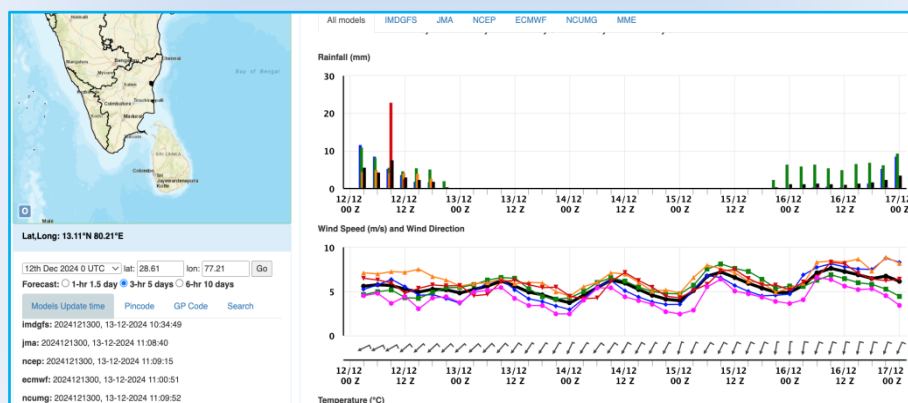 All models IMDGFS JMA NCEP ECMWF NCUMG MME
Rainfall (mm)
30
20
10
0
12/12 12/12 13/12 13/12 14/12 14/12 15/12 15/12 16/12 16/12 17/12
00 Z 12 Z 00 Z 12 Z 00 Z 12 Z 00 Z 12 Z 00 Z 12 Z 00 Z
Wind Speed (m/s) and Wind Direction
10
5
0
12/12 12/12 13/12 13/12 14/12 14/12 15/12 15/12 16/12 16/12 17/12
00 Z 12 Z 00 Z 12 Z 00 Z 12 Z 00 Z 12 Z 00 Z 12 Z 00 Z
Temperature (°C)
Chennai
Salem
Coimbatore
Madurai
Bay of Bengal
SRI LANKA
Colombo
Sri
Jayewardenepura
Kotte
Male
Lat,Long: 13.11°N 80.21°E
12th Dec 2024 0 UTC lat: 28.61 lon: 77.21 Go
Forecast: 1-hr 1.5 day 3-hr 5 days 6-hr 10 days
Models Update time Pincode GP Code Search
imdgfs: 2024121300, 13-12-2024 10:34:49
jma: 2024121300, 13-12-2024 11:08:40
ncep: 2024121300, 13-12-2024 11:09:15
ecmwf: 2024121300, 13-12-2024 11:00:51
ncumg: 2024121300, 13-12-2024 11:09:52